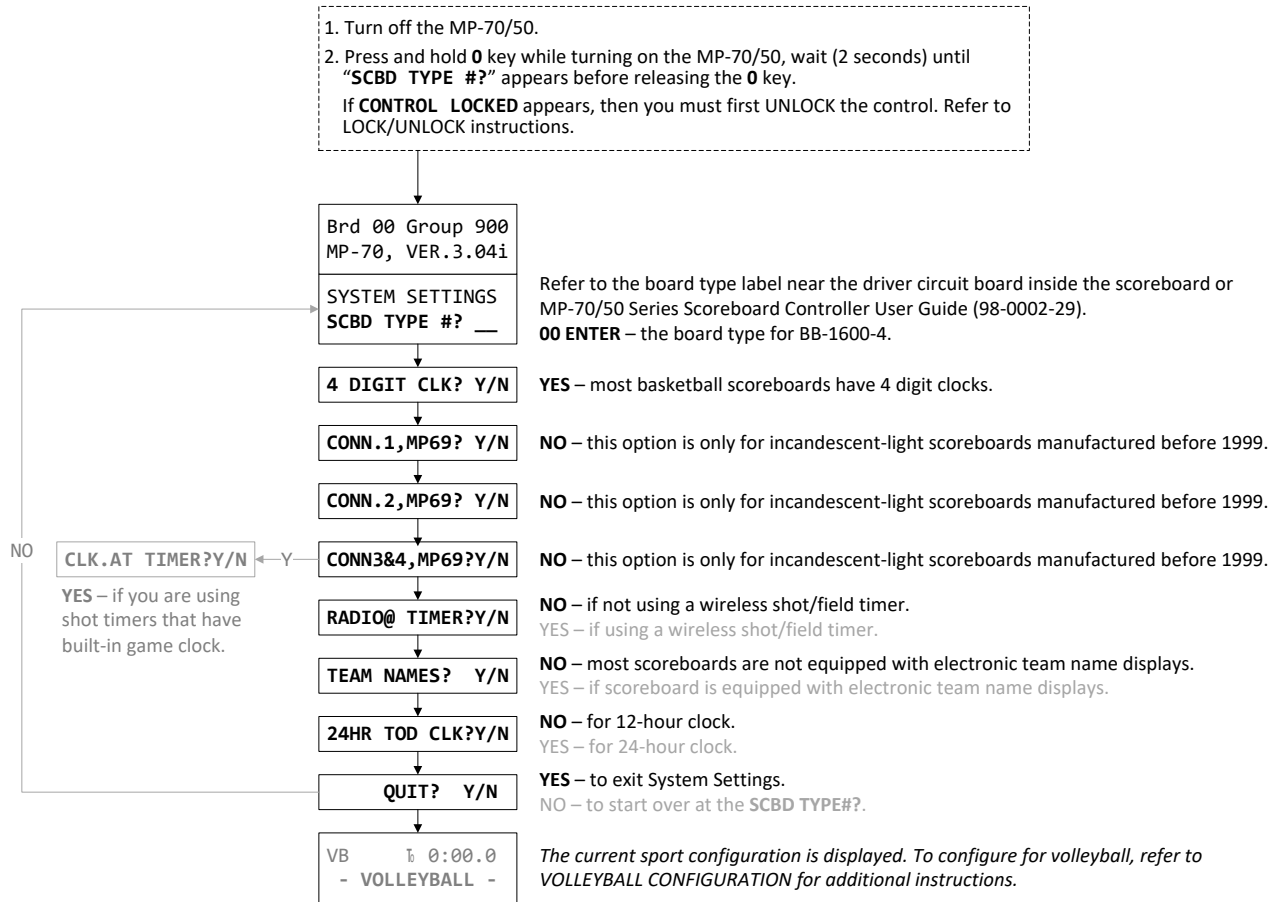 1. Turn off the MP-70/50.
2. Press and hold 0 key while turning on the MP-70/50, wait (2 seconds) until
“SCBD TYPE #?” appears before releasing the 0 key.
If CONTROL LOCKED appears, then you must first UNLOCK the control. Refer to
LOCK/UNLOCK instructions.
Brd 00 Group 900
MP-70, VER.3.04i
SYSTEM SETTINGS
SCBD TYPE #? __
Refer to the board type label near the driver circuit board inside the scoreboard or
MP-70/50 Series Scoreboard Controller User Guide (98-0002-29).
00 ENTER – the board type for BB-1600-4.
4 DIGIT CLK? Y/N
YES – most basketball scoreboards have 4 digit clocks.
CONN.1,MP69? Y/N
NO – this option is only for incandescent-light scoreboards manufactured before 1999.
CONN.2,MP69? Y/N
NO – this option is only for incandescent-light scoreboards manufactured before 1999.
NO
CLK.AT TIMER?Y/N
Y
CONN3&4,MP69?Y/N
NO – this option is only for incandescent-light scoreboards manufactured before 1999.
YES – if you are using
shot timers that have
built-in game clock.
RADIO@ TIMER?Y/N
NO – if not using a wireless shot/field timer.
YES – if using a wireless shot/field timer.
TEAM NAMES? Y/N
NO – most scoreboards are not equipped with electronic team name displays.
YES – if scoreboard is equipped with electronic team name displays.
24HR TOD CLK?Y/N
NO – for 12-hour clock.
YES – for 24-hour clock.
QUIT? Y/N
YES – to exit System Settings.
NO – to start over at the SCBD TYPE#?.
VB 0:00.0
- VOLLEYBALL -
The current sport configuration is displayed. To configure for volleyball, refer to
VOLLEYBALL CONFIGURATION for additional instructions.